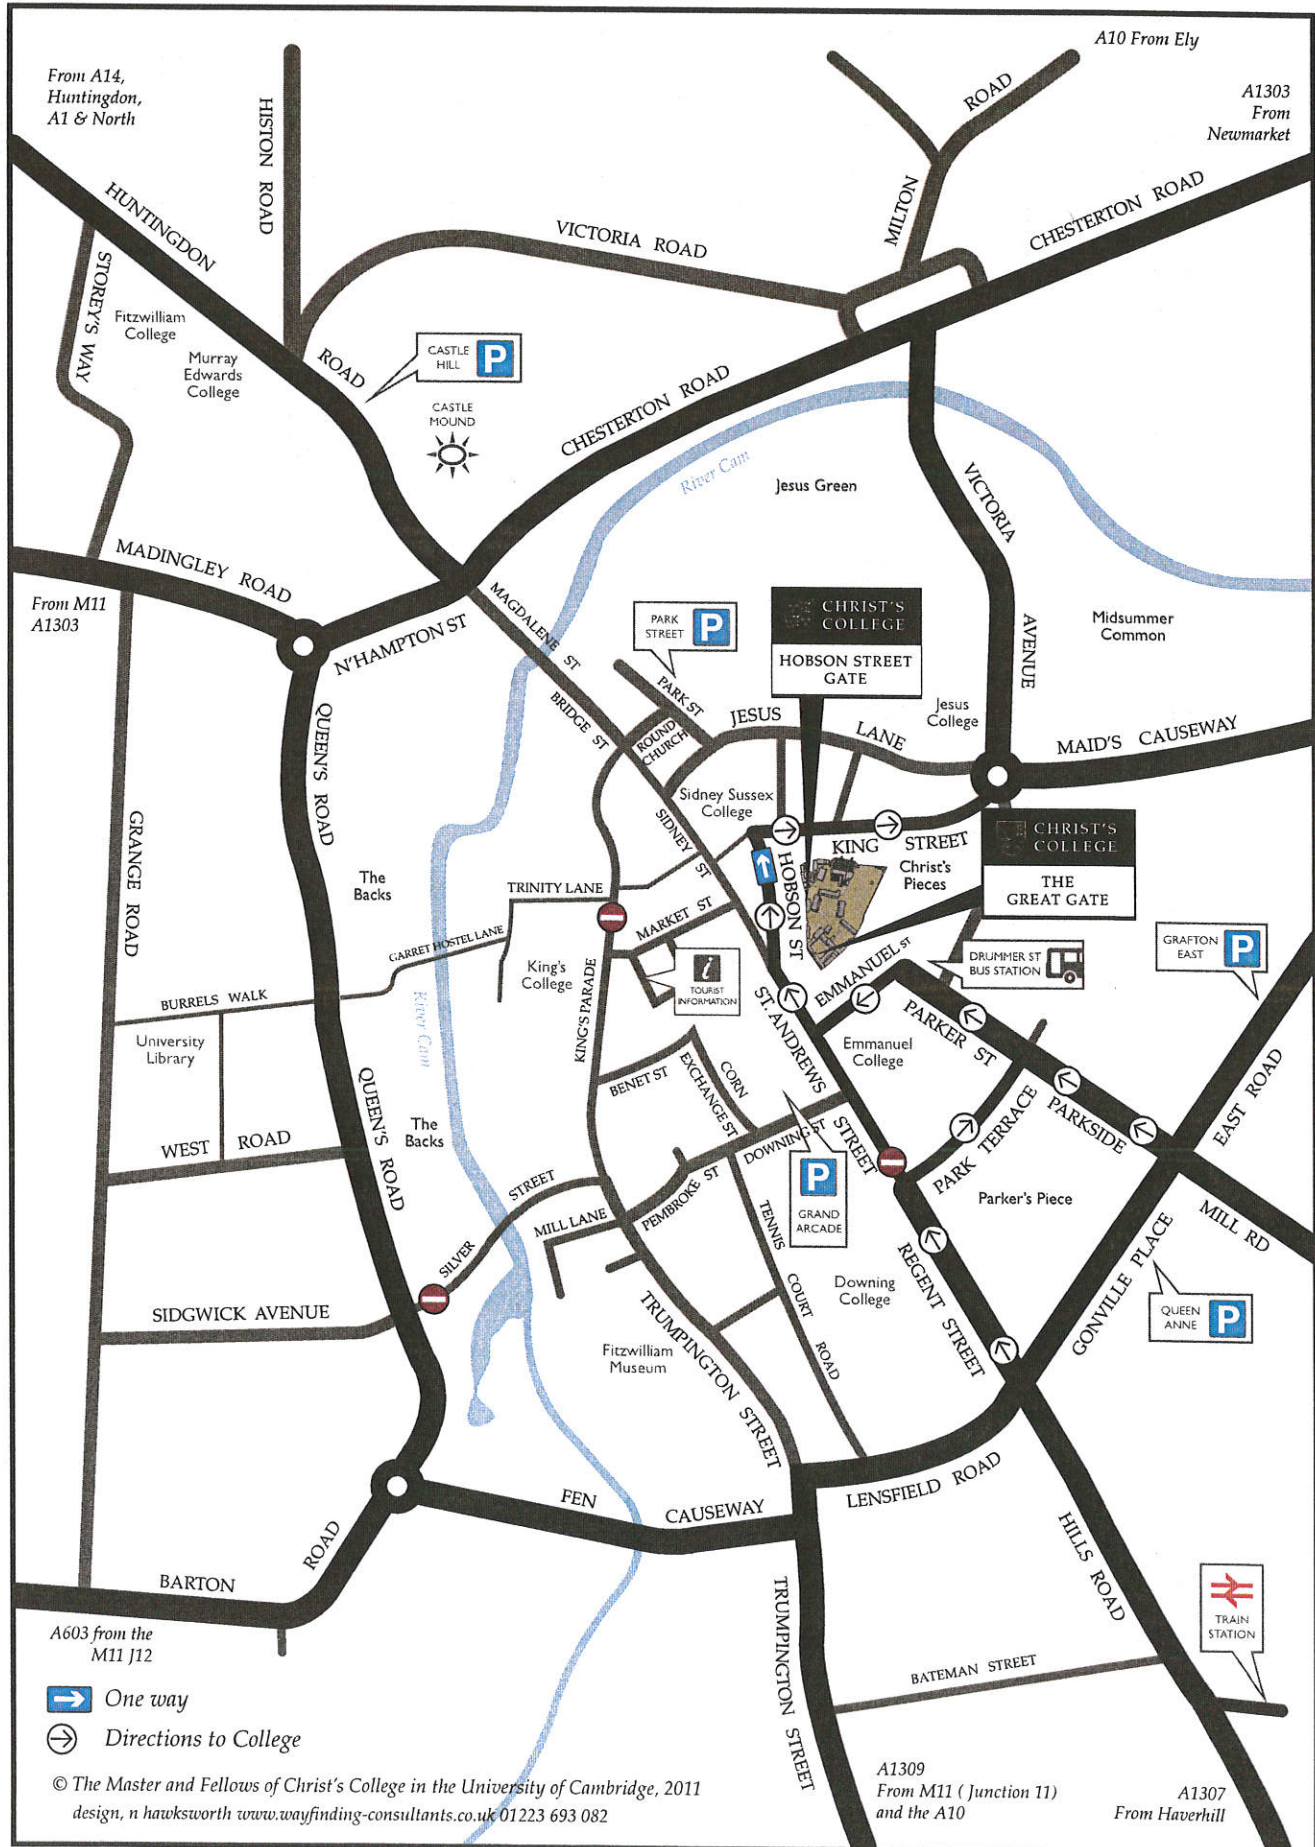 From A14,
Huntingdon,
A1 & North
A10 From Ely
A1303
From
Newmarket
HISTON ROAD
MILTON ROAD
HUNTINGDON ROAD
VICTORIA ROAD
CHESTERTON ROAD
STOREY'S WAY
Fitzwilliam
College
Murray
Edwards
College
CASTLE
HILL
P
CASTLE
MOUND
CHESTERTON ROAD
River Cam
Jesus Green
VICTORIA AVENUE
MADINGLEY ROAD
From M11
A1303
N'HAMPTON ST
MAGDALENE ST
PARK
STREET
P
CHRIST'S
COLLEGE
HOBSON STREET
GATE
Midsummer
Common
QUEEN'S ROAD
BRIDGE ST
PARK ST
ROUND
CHURCH
JESUS LANE
Jesus
College
MAID'S CAUSEWAY
GRANGE ROAD
Sidney Sussex
College
SIDNEY ST
KING STREET
HOBSON ST
Christ's
Pieces
CHRIST'S
COLLEGE
THE
GREAT GATE
The
Backs
TRINITY LANE
MARKET ST
GARRET HOSTEL LANE
King's
College
KING'S PARADE
i
TOURIST
INFORMATION
EMMANUEL ST
DRUMMER ST
BUS STATION
GRAFTON
EAST
P
BURRELS WALK
University
Library
River Cam
ST. ANDREWS STREET
Emmanuel
College
PARKER ST
BENET ST
CORN
EXCHANGE ST
PARKSIDE
EAST ROAD
QUEEN'S ROAD
The
Backs
WEST ROAD
DOWNING ST
PARK TERRACE
SILVER STREET
MILL LANE
PEMBROKE ST
P
GRAND
ARCADE
Parker's Piece
MILL RD
TENNIS COURT ROAD
Downing
College
REGENT STREET
GONVILLE PLACE
QUEEN
ANNE
P
SIDGWICK AVENUE
Fitzwilliam
Museum
TRUMPINGTON STREET
FEN CAUSEWAY
LENSFIELD ROAD
HILLS ROAD
BARTON ROAD
A603 from the
M11 J12
TRUMPINGTON STREET
BATEMAN STREET
TRAIN
STATION
One way
Directions to College
A1309
From M11 ( Junction 11)
and the A10
A1307
From Haverhill
© The Master and Fellows of Christ's College in the University of Cambridge, 2011
design, n hawksworth www.wayfinding-consultants.co.uk 01223 693 082